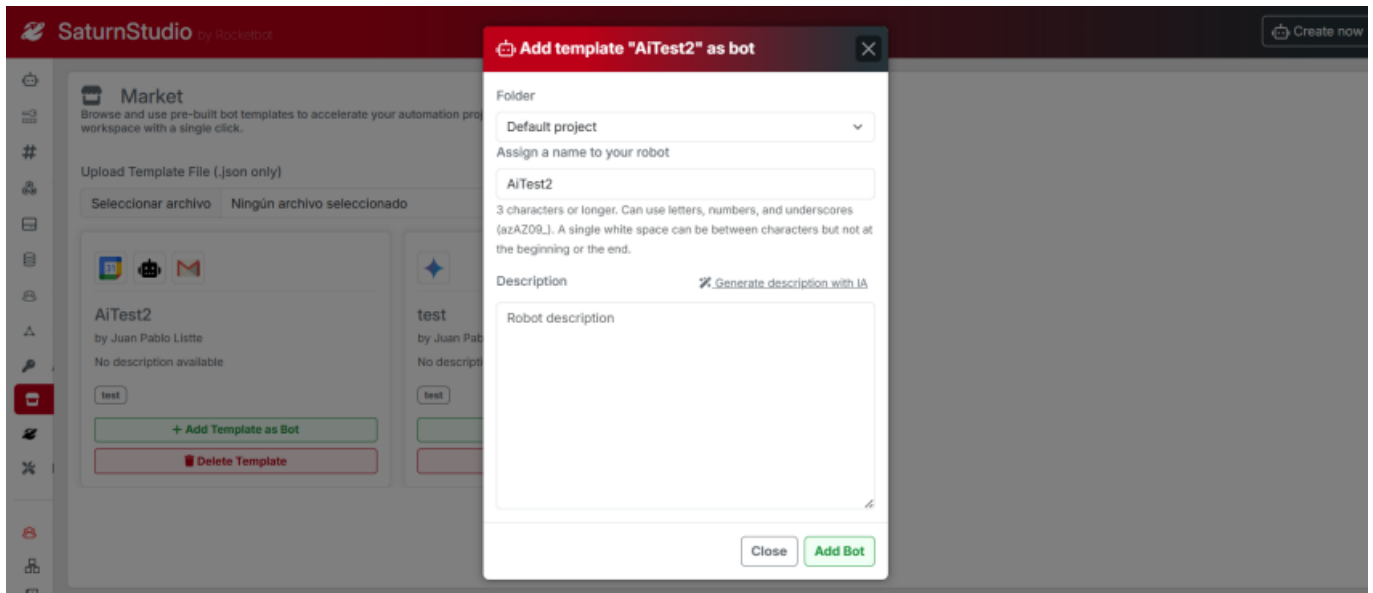 SaturnStudio by Rocketbot
Create now
Market
Browse and use pre-built bot templates to accelerate your automation
workspace with a single click.
Upload Template File (.json only)
Seleccionar archivo Ningún archivo seleccionado
31
AiTest2
by Juan Pablo Listte
No description available
test
+ Add Template as Bot
Delete Template
test
by Juan
No
test
Add template "AiTest2" as bot
Folder
Default project
Assign a name to your robot
AiTest2
3 characters or longer. Can use letters, numbers, and underscores
(azAZ09_). A single white space can be between characters but not at
the beginning or the end.
Description
Generate description with IA
Robot description
Close
Add Bot